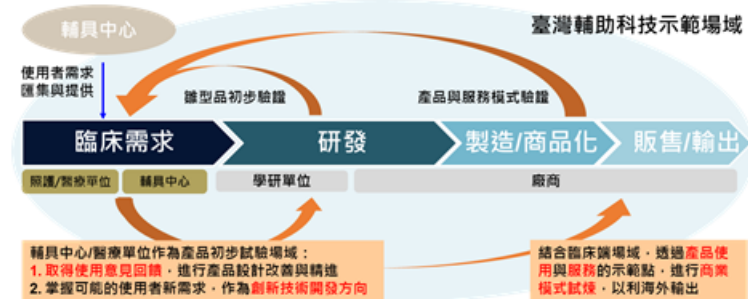 輔具中心
臺灣輔助科技示範場域
使用者需求
匯集與提供
雛型品初步驗證
產品與服務模式驗證
臨床需求
研發
製造/商品化
販售/輸出
照護/醫療單位
輔具中心
學研單位
廠商
輔具中心/醫療單位作為產品初步試驗場域：
1. 取得使用意見回饋，進行產品設計改善與精進
2. 掌握可能的使用者新需求，作為創新技術開發方向
結合臨床端場域，透過產品使
用與服務的示範點，進行商業
模式試煉，以利海外輸出